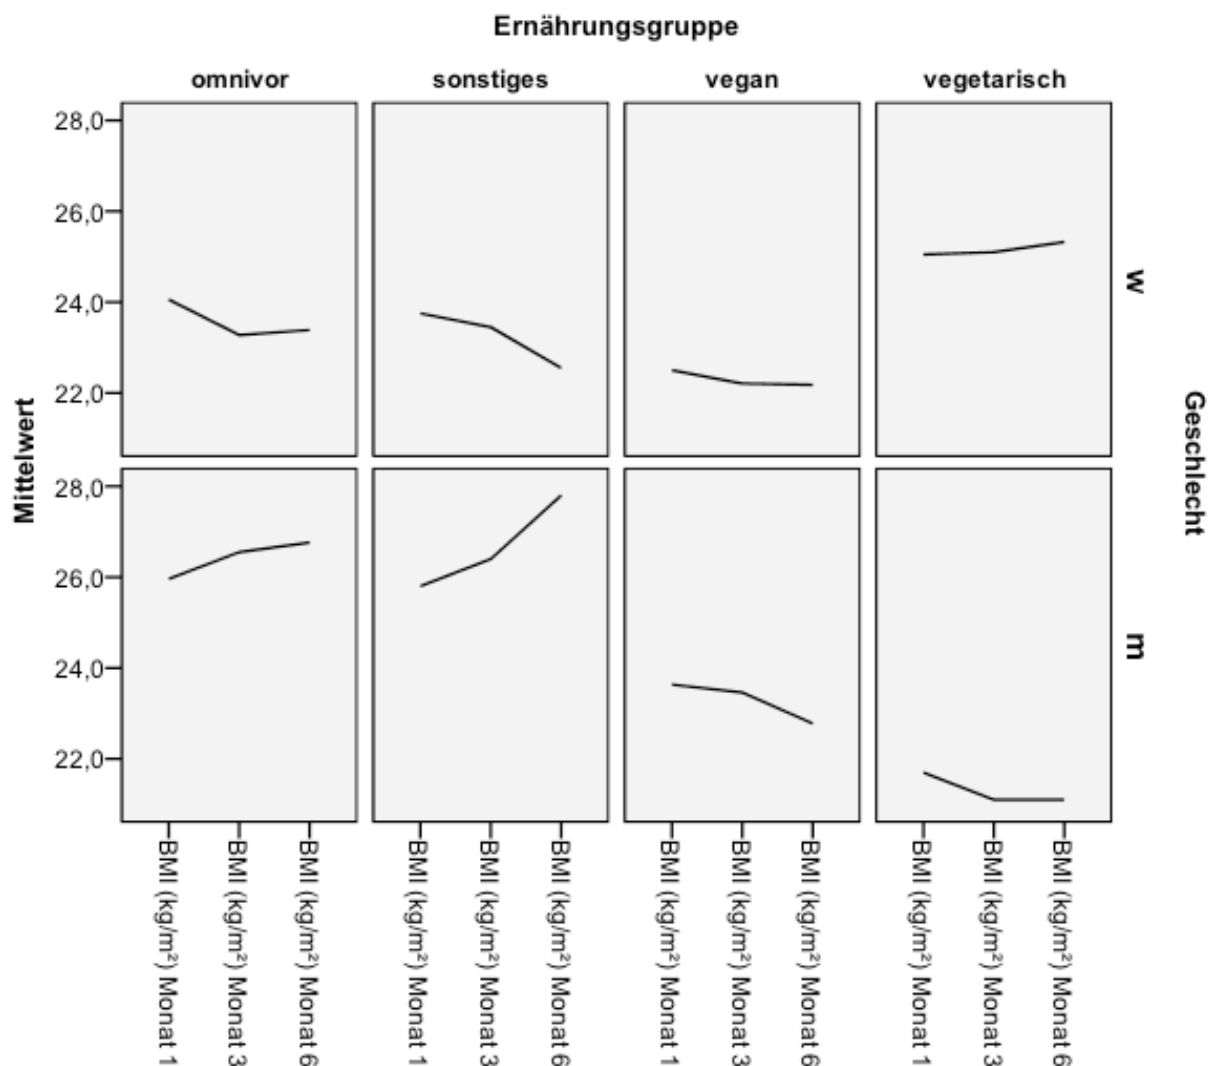 Ernährungsgruppe
omnivor
sonstiges
vegan
vegetarisch
Mittelwert
28,0
26,0
24,0
22,0
w
28,0
26,0
24,0
22,0
m
Geschlecht
BMI (kg/m²) Monat 1
BMI (kg/m²) Monat 3
BMI (kg/m²) Monat 6
BMI (kg/m²) Monat 1
BMI (kg/m²) Monat 3
BMI (kg/m²) Monat 6
BMI (kg/m²) Monat 1
BMI (kg/m²) Monat 3
BMI (kg/m²) Monat 6
BMI (kg/m²) Monat 1
BMI (kg/m²) Monat 3
BMI (kg/m²) Monat 6